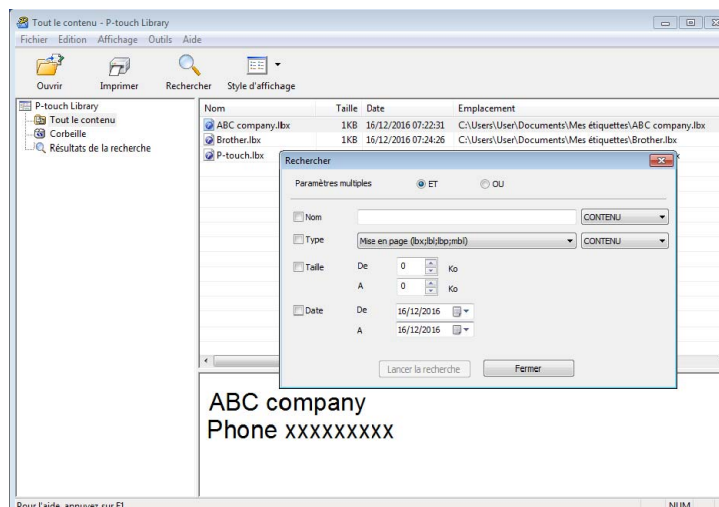 Tout le contenu - P-touch Library
Fichier Edition Affichage Outils Aide
Ouvrir Imprimer Rechercher Style d'affichage
P-touch Library
Tout le contenu
Corbeille
Résultats de la recherche
Nom Taille Date Emplacement
ABC company.lbx 1KB 16/12/2016 07:22:31 C:\Users\User\Documents\Mes étiquettes\ABC company.lbx
Brother.lbx 1KB 16/12/2016 07:24:26 C:\Users\User\Documents\Mes étiquettes\Brother.lbx
P-touch.lbx
Rechercher
Paramètres multiples ET OU
Nom CONTENU
Type Mise en page (lbx;lbl;lbp;mbl) CONTENU
Taille De 0 Ko
A 0 Ko
Date De 16/12/2016
A 16/12/2016
Lancer la recherche Fermer
ABC company
Phone xxxxxxxxx
Pour l'aide, appuyez sur F1
NUM